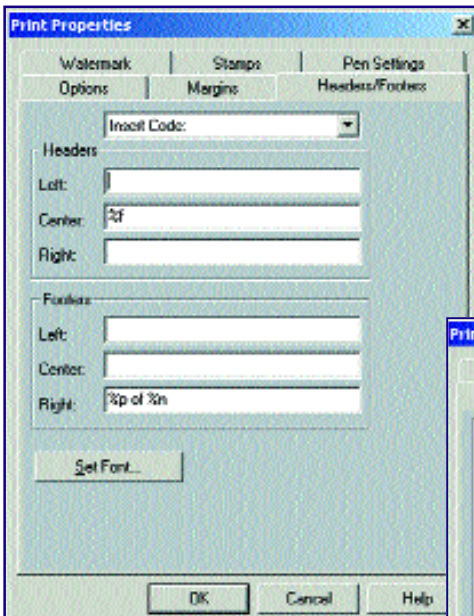 Print Properties
Watermark Stamps Pen Settings
Options Margins Headers/Footers
Insert Code:
Headers
Left:
Center: %f
Right:
Footers
Left:
Center:
Right: %p of %n
Set Font...
OK Cancel Help
Prin